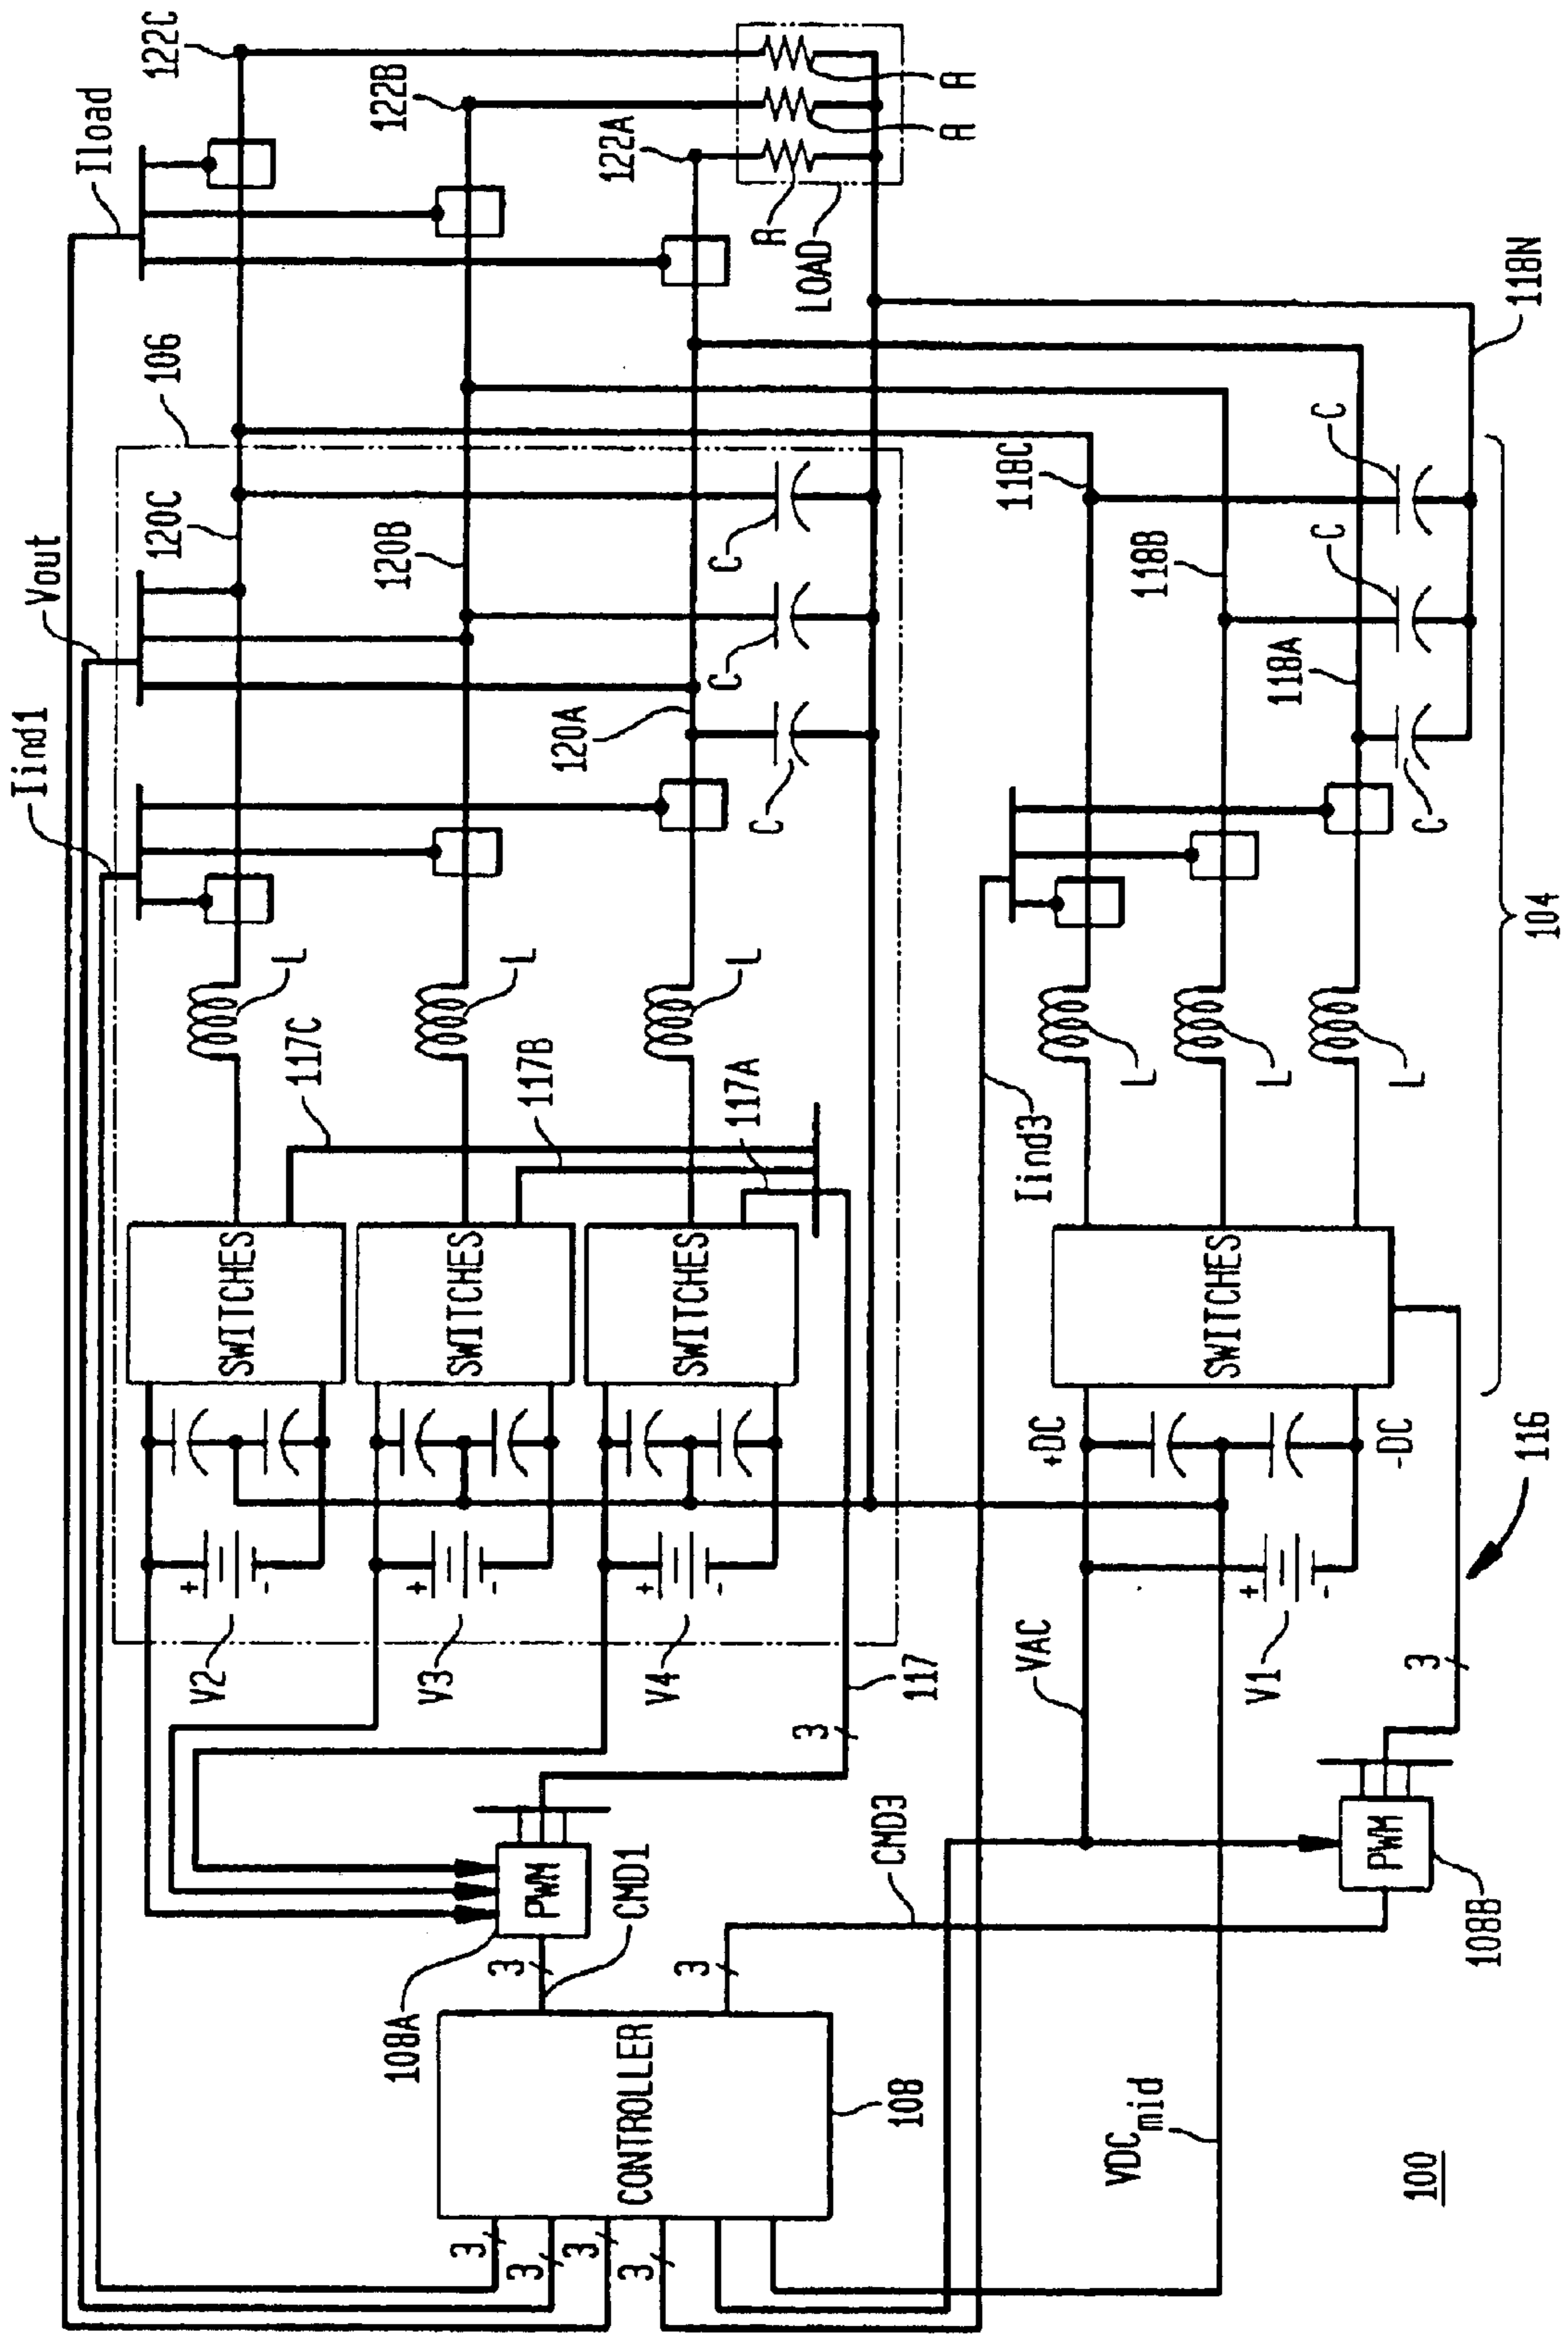 Iind1
Vout
106
Iload
122C
122B
122A
120C
120B
120A
L
L
L
C
C
C
R
R
R
LOAD
117C
117B
117A
SWITCHES
SWITCHES
SWITCHES
+
-
+
-
+
-
V2
V3
V4
117
3
PWM
108A
CMD1
3
3
CMD3
CONTROLLER
108
3
3
3
3
VDCmid
VAC
V1
+
-
+DC
-DC
SWITCHES
Iind3
L
L
L
118C
118B
118A
118N
C
C
C
104
116
3
PWM
108B
100